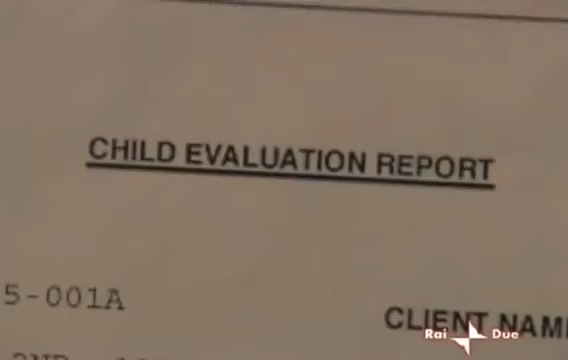 CHILD EVALUATION REPORT
5-001A
CLIENT NAM
Rai Due